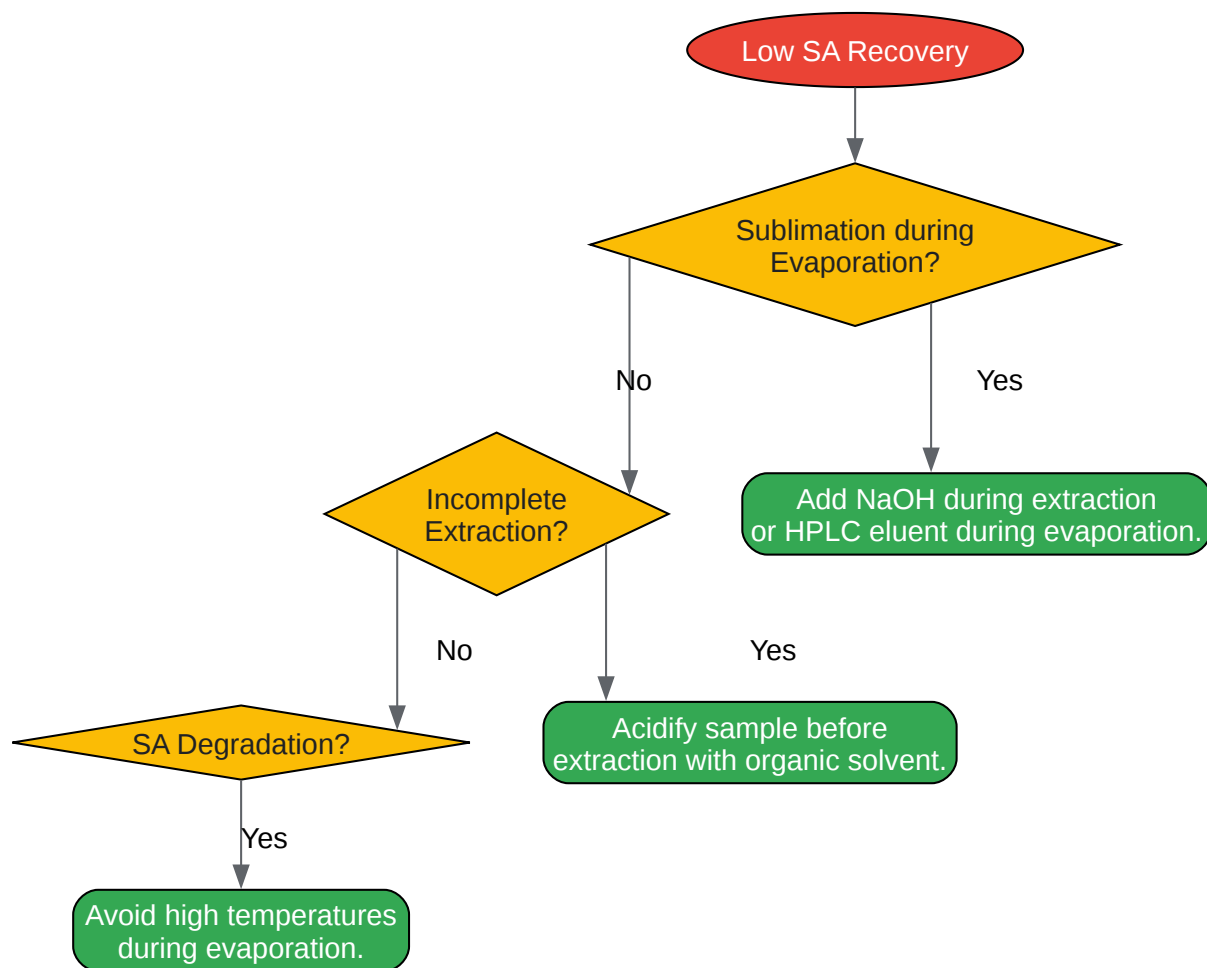 Low SA Recovery
Sublimation during
Evaporation?
No
Yes
Incomplete
Extraction?
Add NaOH during extraction
or HPLC eluent during evaporation.
No
Yes
SA Degradation?
Acidify sample before
extraction with organic solvent.
Yes
Avoid high temperatures
during evaporation.